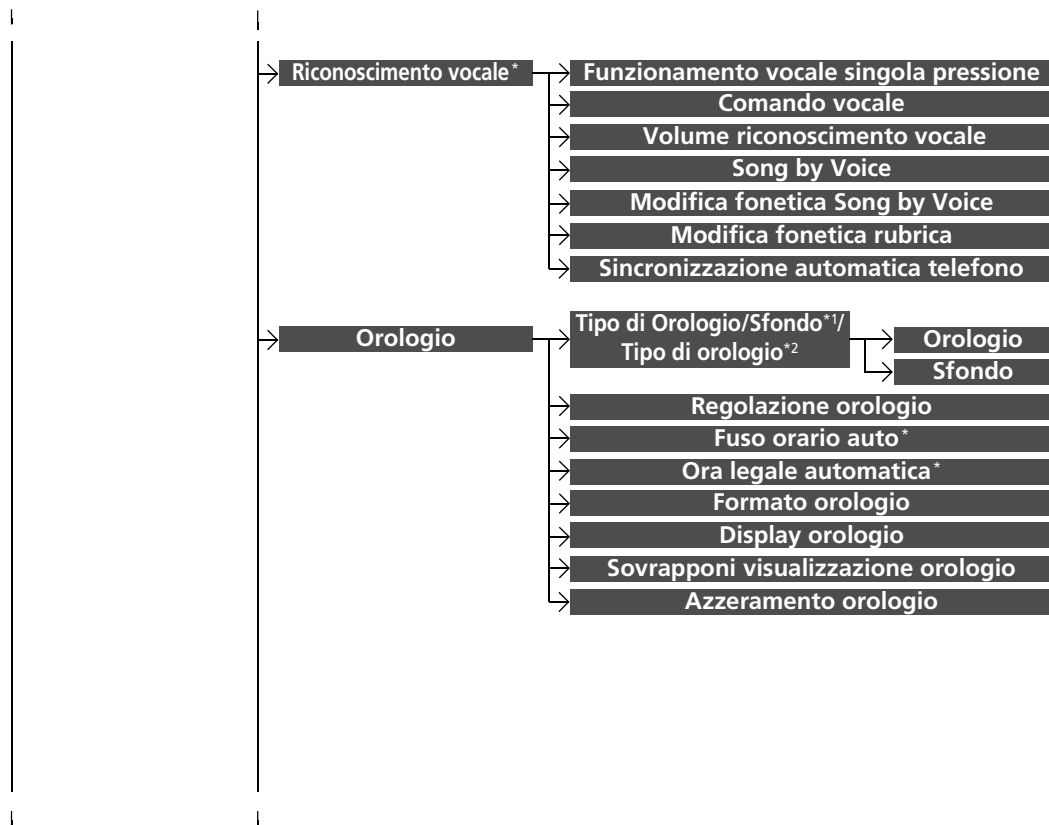 Riconoscimento vocale*
Funzionamento vocale singola pressione
Comando vocale
Volume riconoscimento vocale
Song by Voice
Modifica fonetica Song by Voice
Modifica fonetica rubrica
Sincronizzazione automatica telefono
Orologio
Tipo di Orologio/Sfondo*1/
Tipo di orologio*2
Orologio
Sfondo
Regolazione orologio
Fuso orario auto*
Ora legale automatica*
Formato orologio
Display orologio
Sovrapponi visualizzazione orologio
Azzeramento orologio